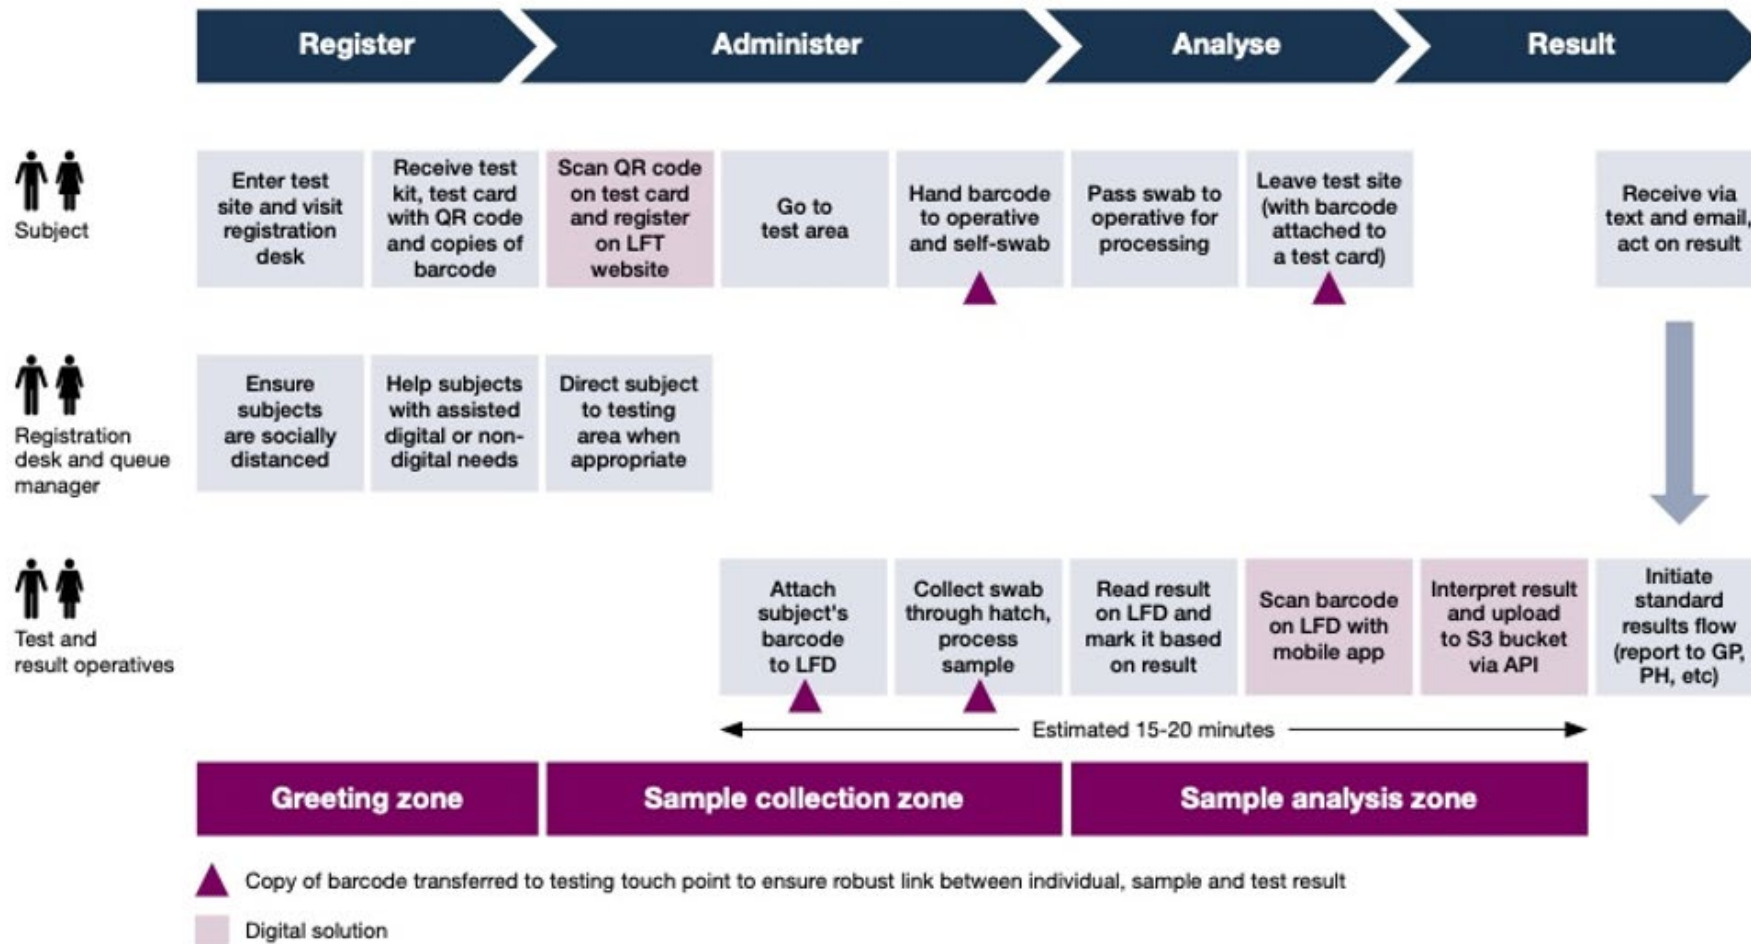 Register
Administer
Analyse
Result
Subject
Enter test
site and visit
registration
desk
Receive test
kit, test card
with QR code
and copies of
barcode
Scan QR code
on test card
and register
on LFT
website
Go to
test area
Hand barcode
to operative
and self-swab
Pass swab to
operative for
processing
Leave test site
(with barcode
attached to
a test card)
Receive via
text and email,
act on result
Registration
desk and queue
manager
Ensure
subjects
are socially
distanced
Help subjects
with assisted
digital or non-
digital needs
Direct subject
to testing
area when
appropriate
Test and
result operatives
Attach
subject's
barcode
to LFD
Collect swab
through hatch,
process
sample
Read result
on LFD and
mark it based
on result
Scan barcode
on LFD with
mobile app
Interpret result
and upload
to S3 bucket
via API
Initiate
standard
results flow
(report to GP,
PH, etc)
Estimated 15-20 minutes
Greeting zone
Sample collection zone
Sample analysis zone
Copy of barcode transferred to testing touch point to ensure robust link between individual, sample and test result
Digital solution